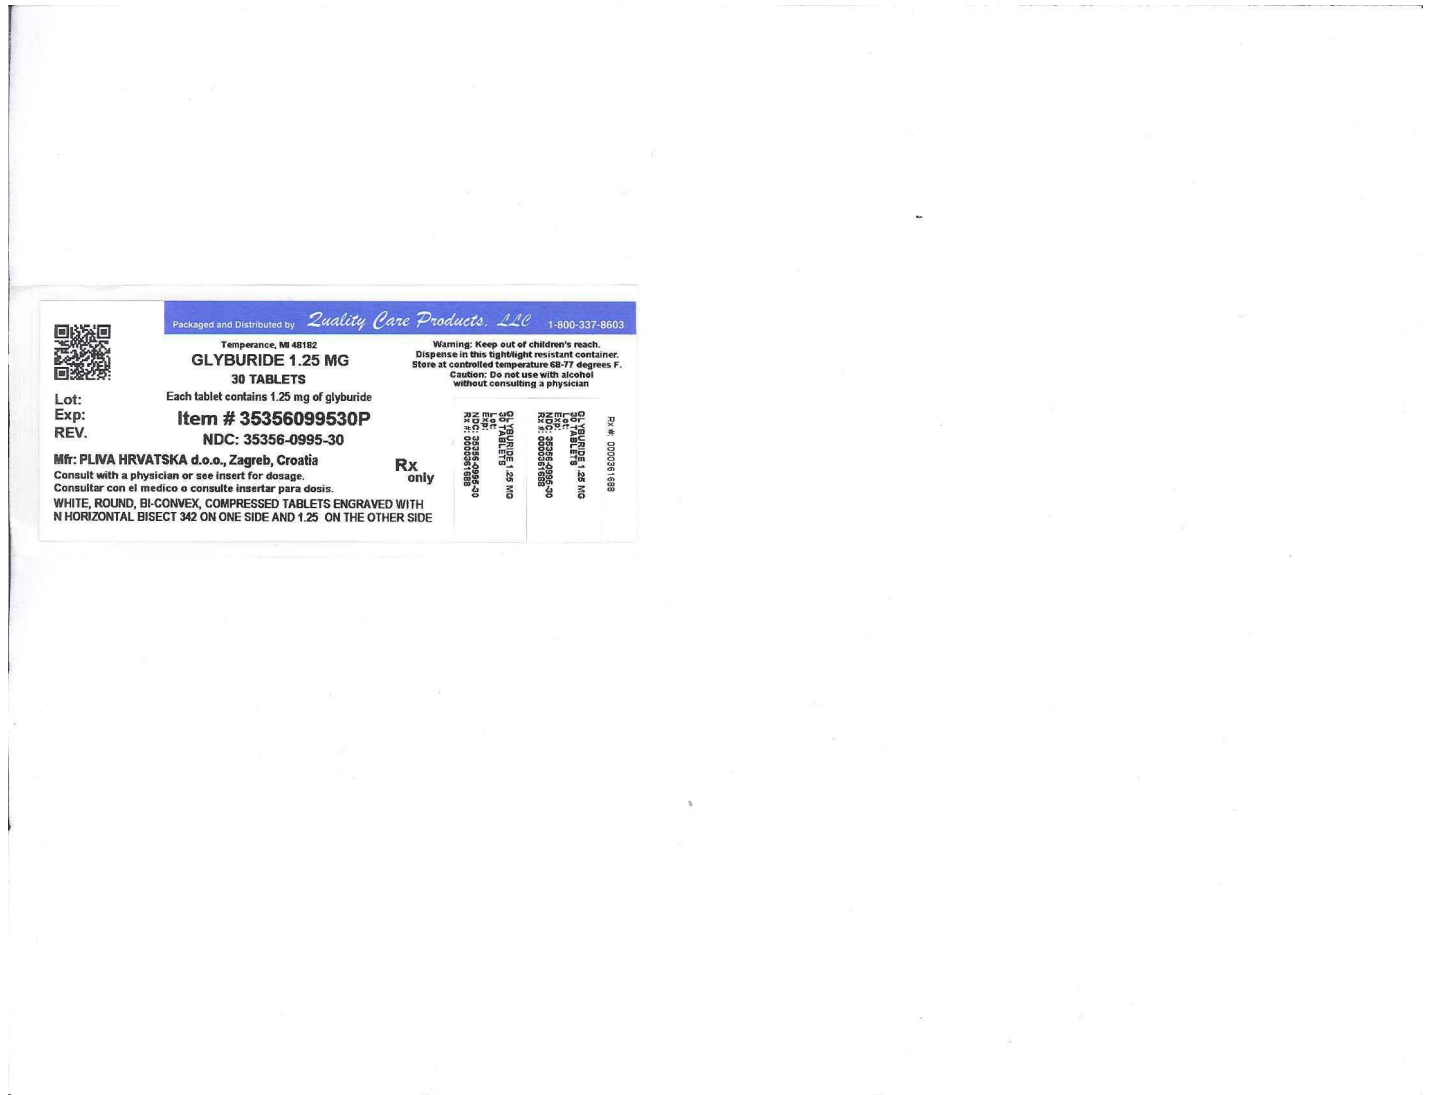 Packaged and Distributed by Quality Care Products, LLC 1-800-337-8603
Temperance, MI 48182
GLYBURIDE 1.25 MG
30 TABLETS
Each tablet contains 1.25 mg of glyburide
Item # 35356099530P
NDC: 35356-0995-30
Lot:
Exp:
REV.
Mfr: PLIVA HRVATSKA d.o.o., Zagreb, Croatia
Consult with a physician or see insert for dosage.
Consultar con el medico o consulte insertar para dosis.
Rx
only
WHITE, ROUND, BI-CONVEX, COMPRESSED TABLETS ENGRAVED WITH
N HORIZONTAL BISECT 342 ON ONE SIDE AND 1.25 ON THE OTHER SIDE
Warning: Keep out of children's reach.
Dispense in this tight/light resistant container.
Store at controlled temperature 68-77 degrees F.
Caution: Do not use with alcohol
without consulting a physician
GLYBURIDE 1.25 MG
30 TABLETS
Lot:
Exp:
NDC: 35356-0995-30
Rx #: 0000361688
GLYBURIDE 1.25 MG
30 TABLETS
Lot:
Exp:
NDC: 35356-0995-30
Rx #: 0000361688
Rx #: 0000361688